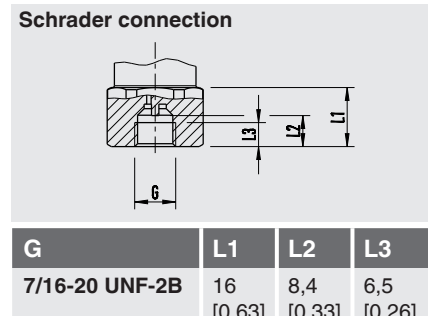 Schrader connection
L3
L2
L1
G
G L1 L2 L3
7/16-20 UNF-2B 16 8,4 6,5
[0.63] [0.33] [0.26]